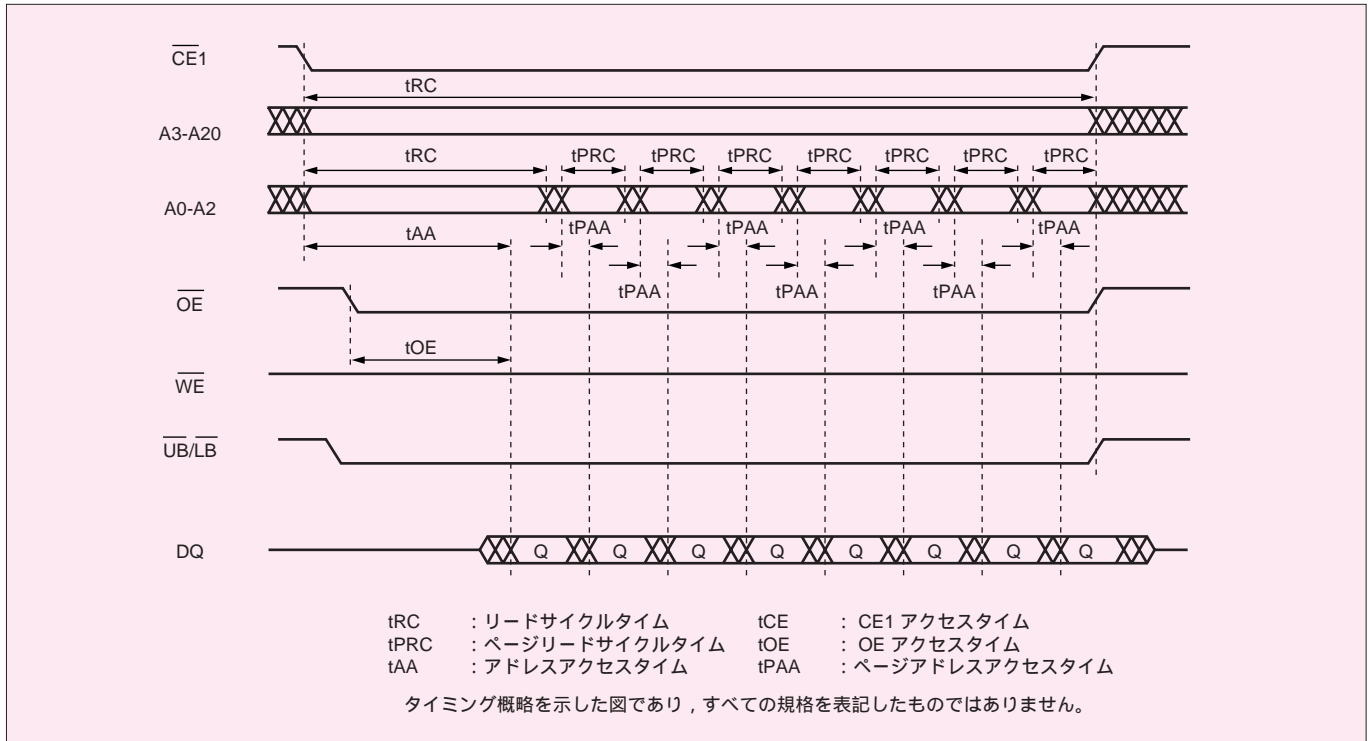 CE1
tRC
A3-A20
tRC tPRC tPRC tPRC tPRC tPRC tPRC tPRC
A0-A2
tAA tPAA tPAA tPAA tPAA
tPAA tPAA tPAA
OE
tOE
WE
UB/LB
DQ Q Q Q Q Q Q Q Q
tRC :リードサイクルタイム tCE : CE1 アクセスタイム
tPRC :ページリードサイクルタイム tOE : OE アクセスタイム
tAA :アドレスアクセスタイム tPAA :ページアドレスアクセスタイム
タイミング概略を示した図であり,すべての規格を表記したものではありません。